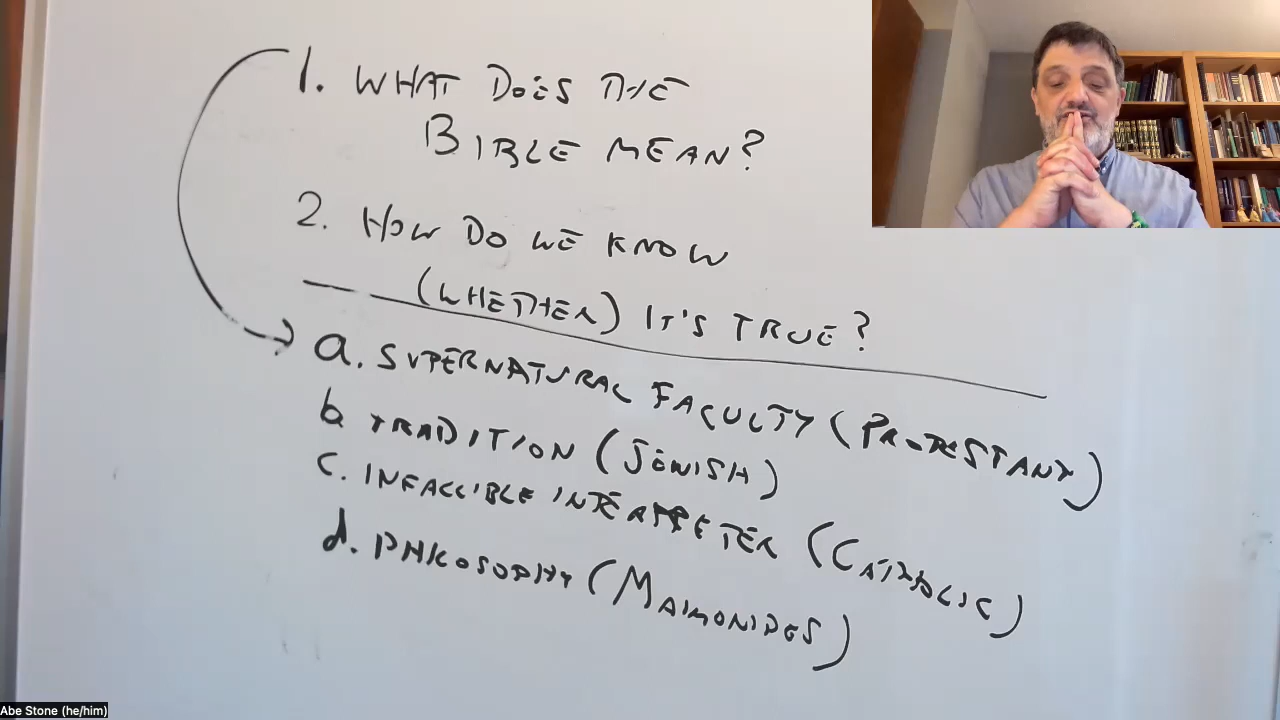 1. WHAT DOES THE
BIBLE MEAN?
2. HOW DO WE KNOW
(WHETHER) IT'S TRUE?
a. SUPERNATURAL FACULTY (PROTESTANT)
b. TRADITION (JEWISH)
c. INFALLIBLE INTERPRETER (CATHOLIC)
d. PHILOSOPHY (MAIMONIDES)
Abe Stone (he/him)